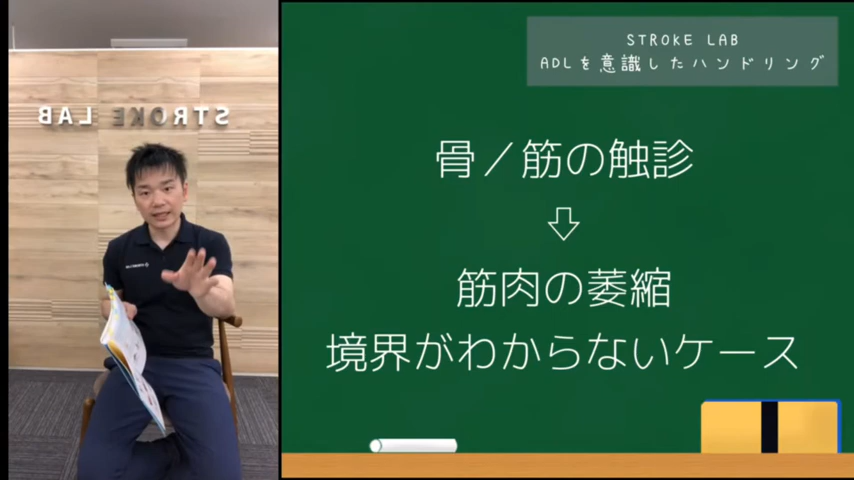 STROKE LAB
STROKE LAB
ADLを意識したハンドリング
骨／筋の触診
⇩
筋肉の萎縮
境界がわからないケース